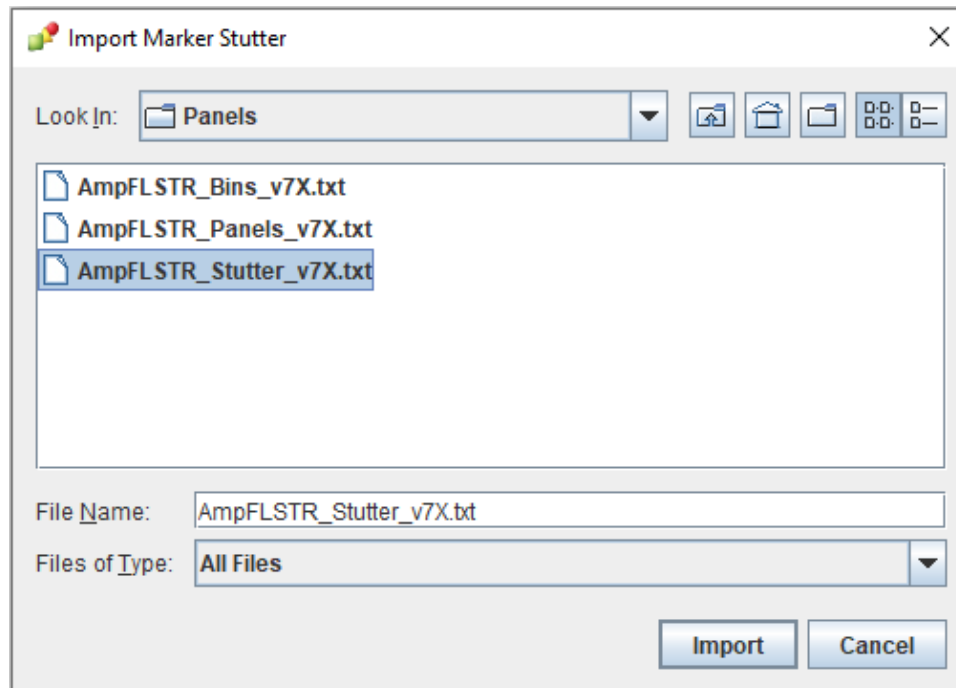 Import Marker Stutter
Look In: Panels
AmpFLSTR_Bins_v7X.txt
AmpFLSTR_Panels_v7X.txt
AmpFLSTR_Stutter_v7X.txt
File Name: AmpFLSTR_Stutter_v7X.txt
Files of Type: All Files
Import Cancel